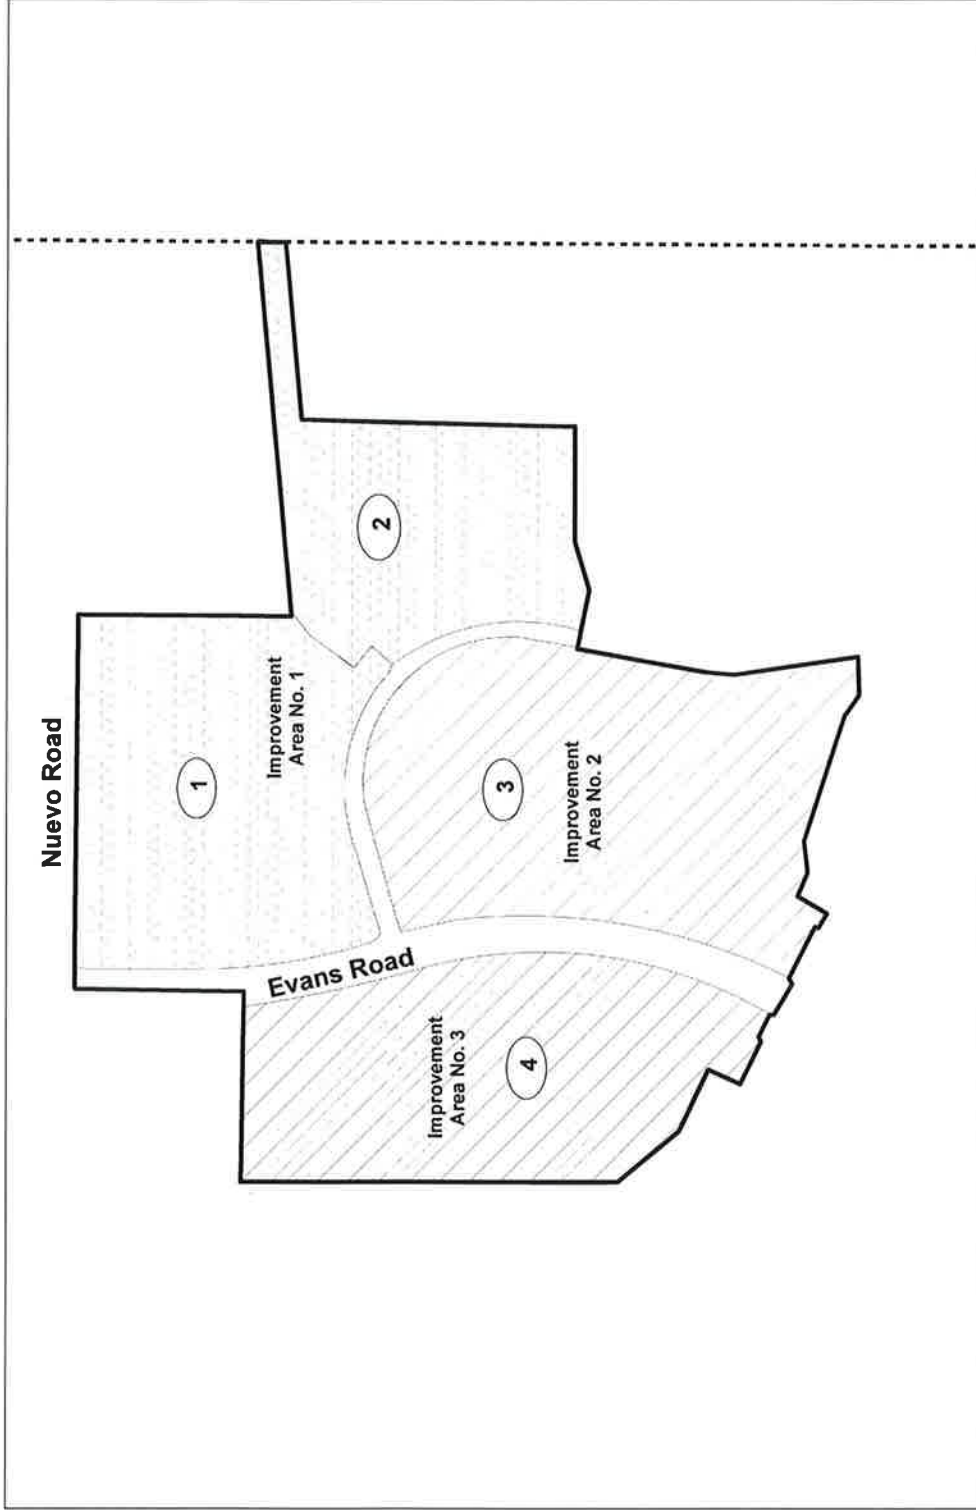 Nuevo Road
1
Improvement
Area No. 1
2
Evans Road
3
Improvement
Area No. 2
Improvement
Area No. 3
4